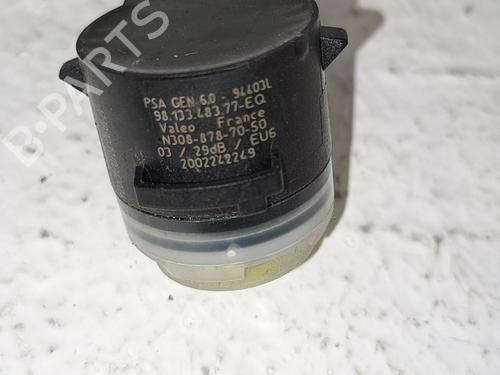 B-PARTS
PSA GEN 6.0 - 94403L
98.133.483.77-EQ
Valeo France
N308-878-70-50
03 / 29dB / EU6
2002242249